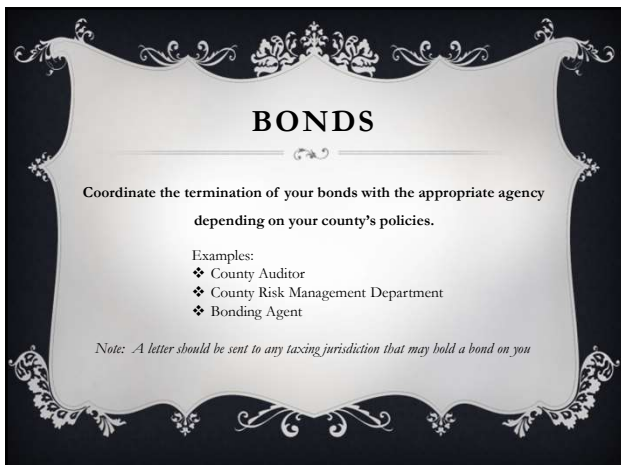 BONDS
Coordinate the termination of your bonds with the appropriate agency
depending on your county's policies.
Examples:
❖ County Auditor
❖ County Risk Management Department
❖ Bonding Agent
Note: A letter should be sent to any taxing jurisdiction that may hold a bond on you